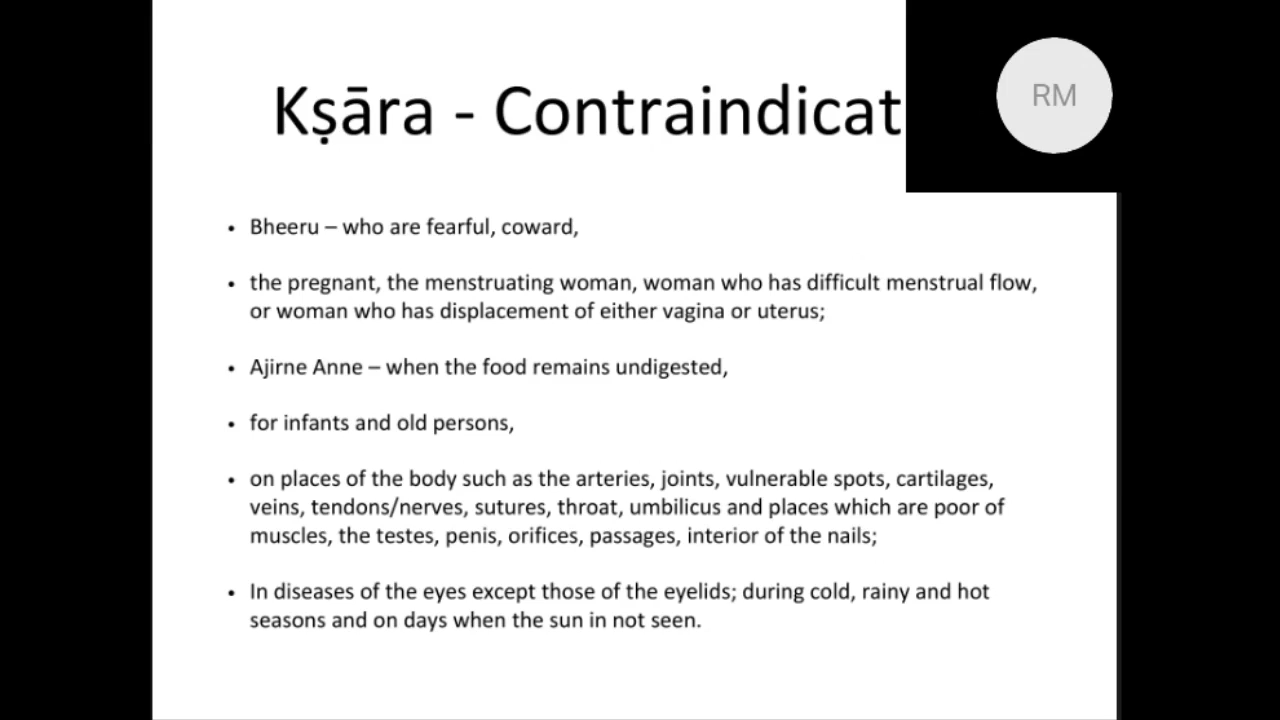 Kṣāra - Contraindicat
RM
• Bheeru – who are fearful, coward,
• the pregnant, the menstruating woman, woman who has difficult menstrual flow,
or woman who has displacement of either vagina or uterus;
• Ajirne Anne – when the food remains undigested,
• for infants and old persons,
• on places of the body such as the arteries, joints, vulnerable spots, cartilages,
veins, tendons/nerves, sutures, throat, umbilicus and places which are poor of
muscles, the testes, penis, orifices, passages, interior of the nails;
• In diseases of the eyes except those of the eyelids; during cold, rainy and hot
seasons and on days when the sun in not seen.